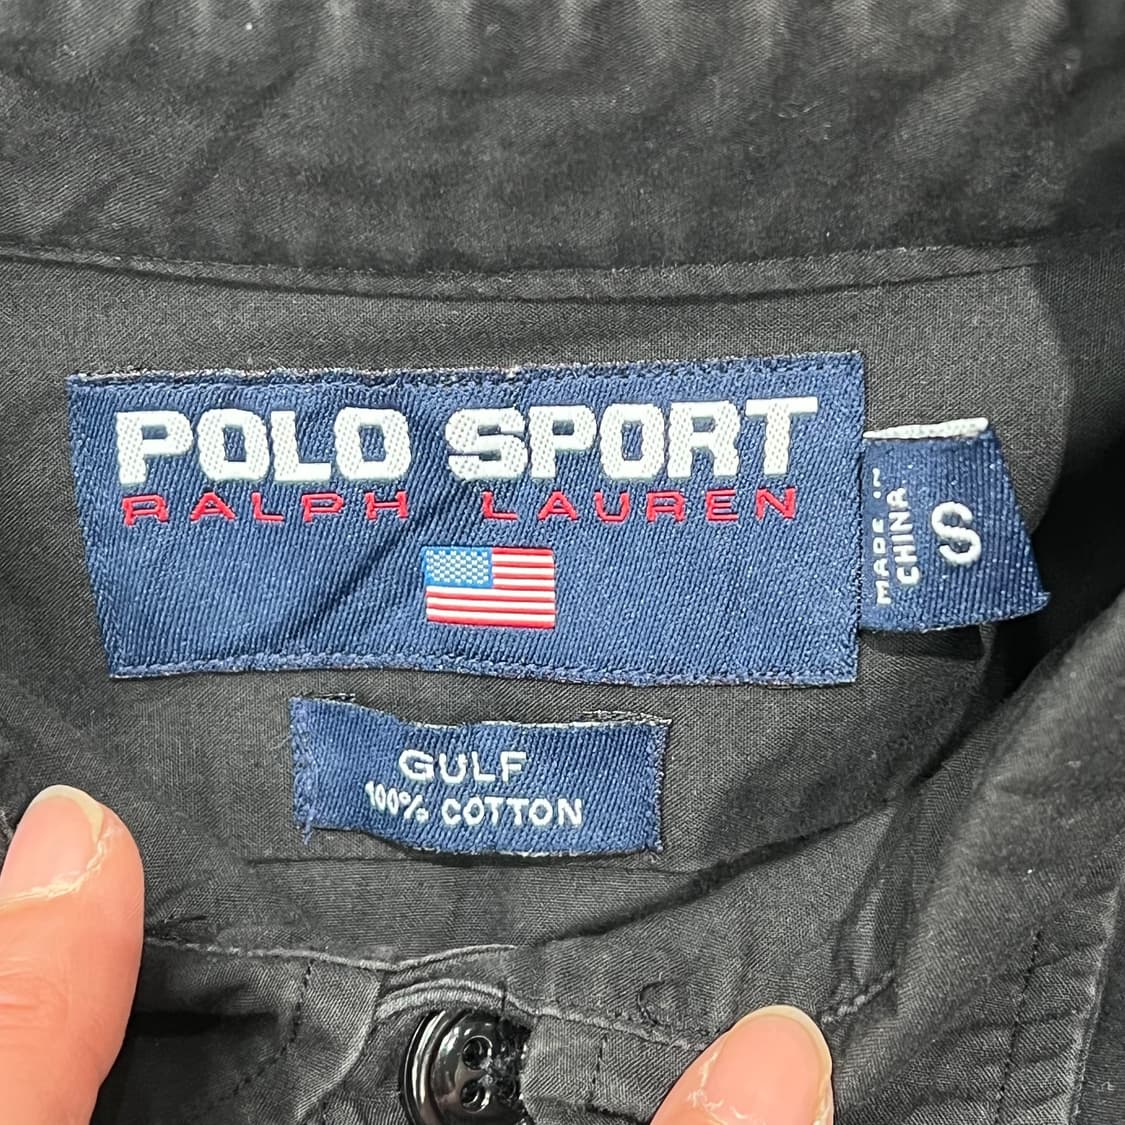 POLO SPORT
RALPH LAUREN
MADE IN
CHINA
S
GULF
100% COTTON